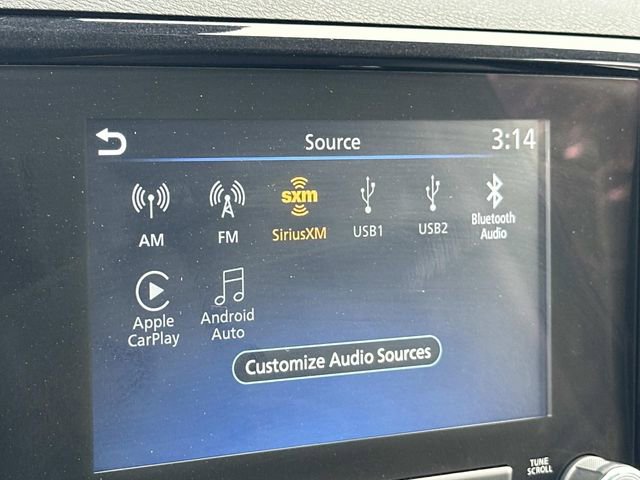 Source
3:14
sxm
AM
FM
SiriusXM
USB1
USB2
Bluetooth
Audio
Apple
CarPlay
Android
Auto
Customize Audio Sources
TUNE
SCROLL